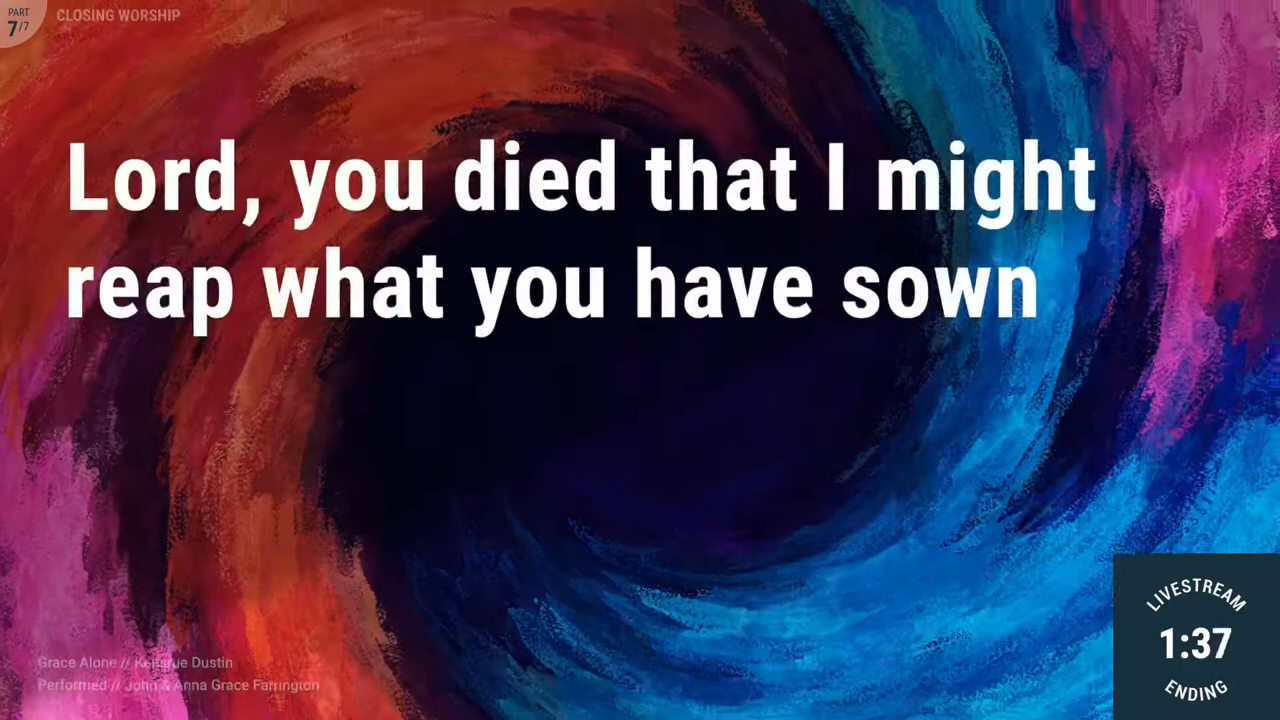 PART
7/7
CLOSING WORSHIP
Lord, you died that I might
reap what you have sown
Grace Alone // Kensrue Dustin
Performed // John & Anna Grace Farrington
LIVESTREAM
1:37
ENDING